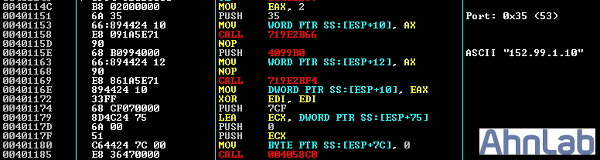 0040114C B8 02000000 MOV EAX, 2
00401151 6A 35 PUSH 35 Port: 0x35 (53)
00401153 66:894424 10 MOV WORD PTR SS:[ESP+10], AX
00401158 E8 091A5E71 CALL 719E2B66
0040115D 90 NOP
0040115E 68 B0994000 PUSH 4099B0 ASCII "152.99.1.10"
00401163 66:894424 12 MOV WORD PTR SS:[ESP+12], AX
00401168 90 NOP
00401169 E8 861A5E71 CALL 719E2BF4
0040116E 894424 10 MOV DWORD PTR SS:[ESP+10], EAX
00401172 33FF XOR EDI, EDI
00401174 68 CF070000 PUSH 7CF
00401179 8D4C24 75 LEA ECX, DWORD PTR SS:[ESP+75]
0040117D 6A 00 PUSH 0
0040117F 51 PUSH ECX
00401180 C64424 7C 00 MOV BYTE PTR SS:[ESP+7C], 0
00401185 E8 36470000 CALL 004058C0
AhnLab